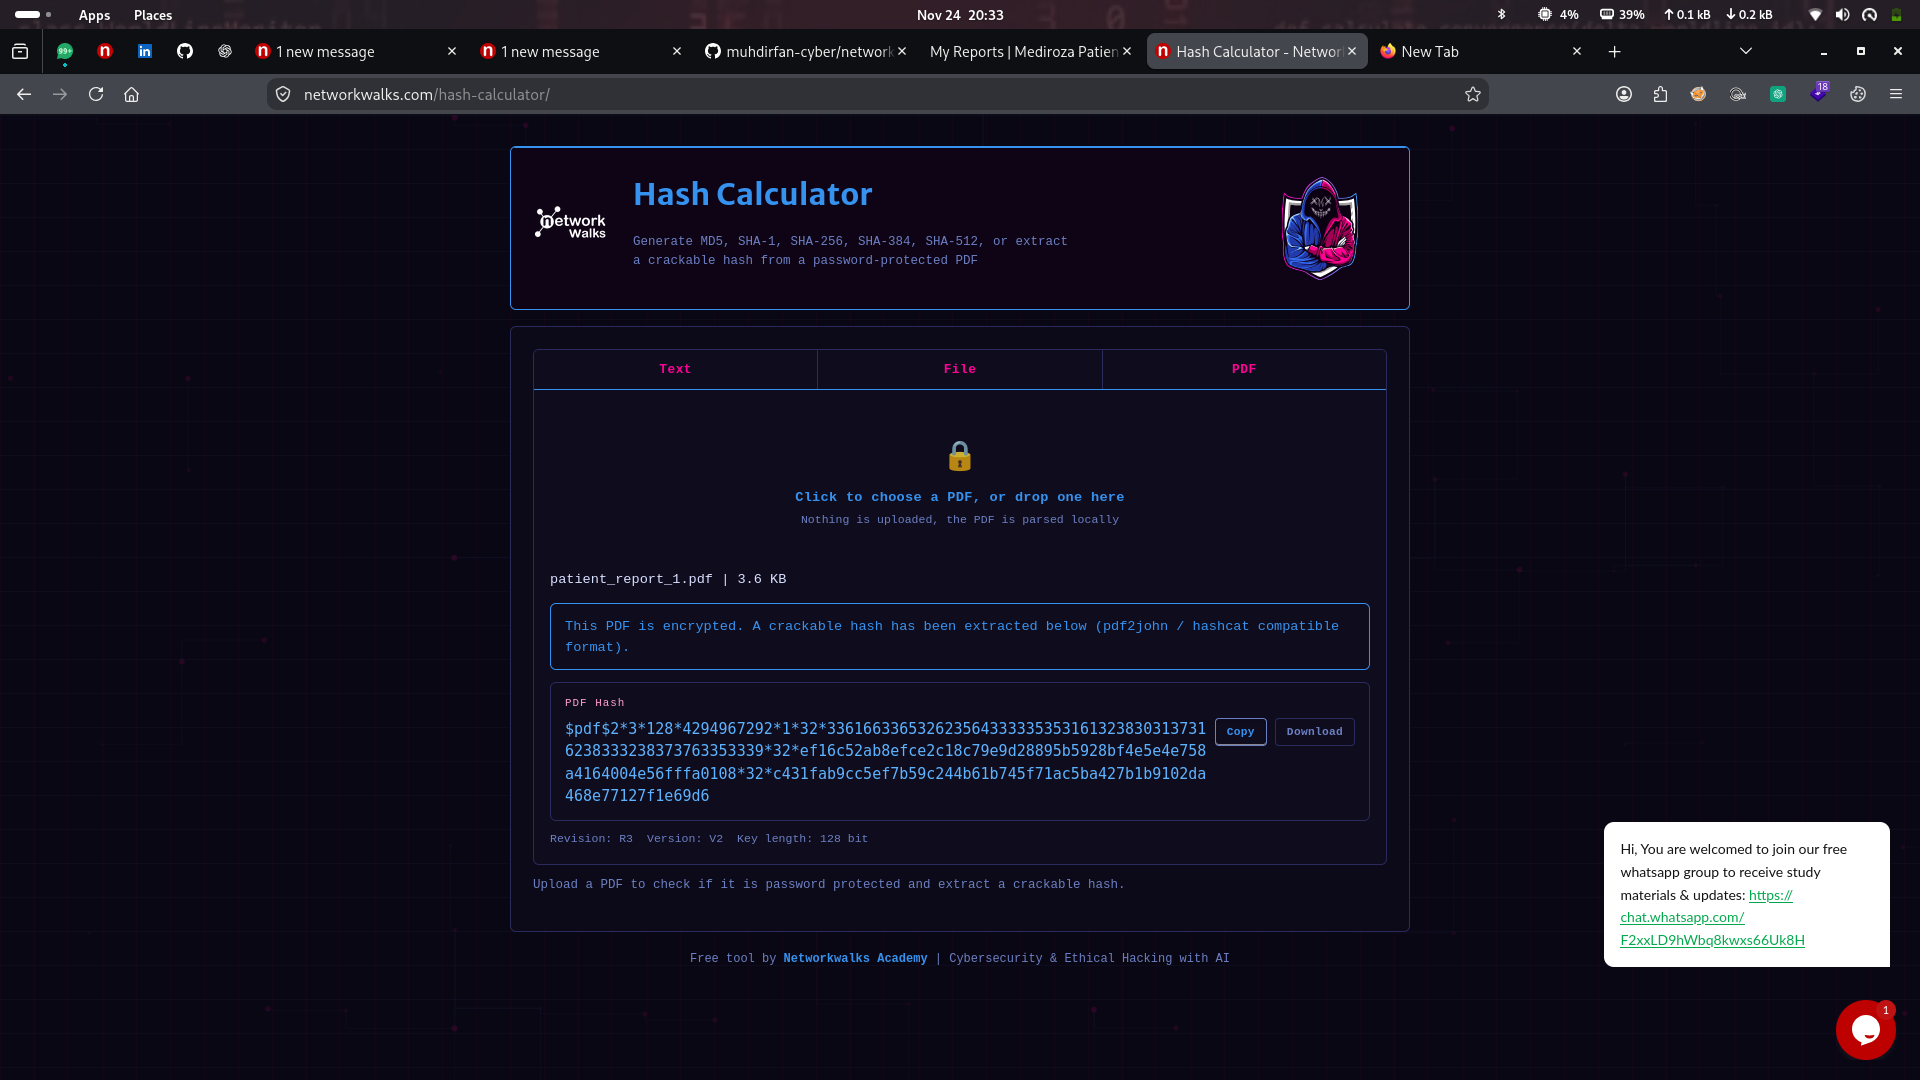 Apps Places Nov 24 20:33 4% 39% 0.1 kB 0.2 kB
99+ 1 new message 1 new message muhdirfan-cyber/network My Reports | Mediroza Patien Hash Calculator - Networ New Tab
networkwalks.com/hash-calculator/
18
network
Walks
Hash Calculator
Generate MD5, SHA-1, SHA-256, SHA-384, SHA-512, or extract
a crackable hash from a password-protected PDF
Text File PDF
Click to choose a PDF, or drop one here
Nothing is uploaded, the PDF is parsed locally
patient_report_1.pdf | 3.6 KB
This PDF is encrypted. A crackable hash has been extracted below (pdf2john / hashcat compatible
format).
PDF Hash
$pdf$2*3*128*4294967292*1*32*33616633653262356433333535316132383031373​1
6238333238373763353339*32*ef16c52ab8efce2c18c79e9d28895b5928bf4e5e4e758
a4164004e56fffa0108*32*c431fab9cc5ef7b59c244b61b745f71ac5ba427b1b9102da
468e77127f1e69d6
Copy Download
Revision: R3 Version: V2 Key length: 128 bit
Upload a PDF to check if it is password protected and extract a crackable hash.
Free tool by Networkwalks Academy | Cybersecurity & Ethical Hacking with AI
Hi, You are welcomed to join our free
whatsapp group to receive study
materials & updates: https://
chat.whatsapp.com/
F2xxLD9hWbq8kwxs66Uk8H
1